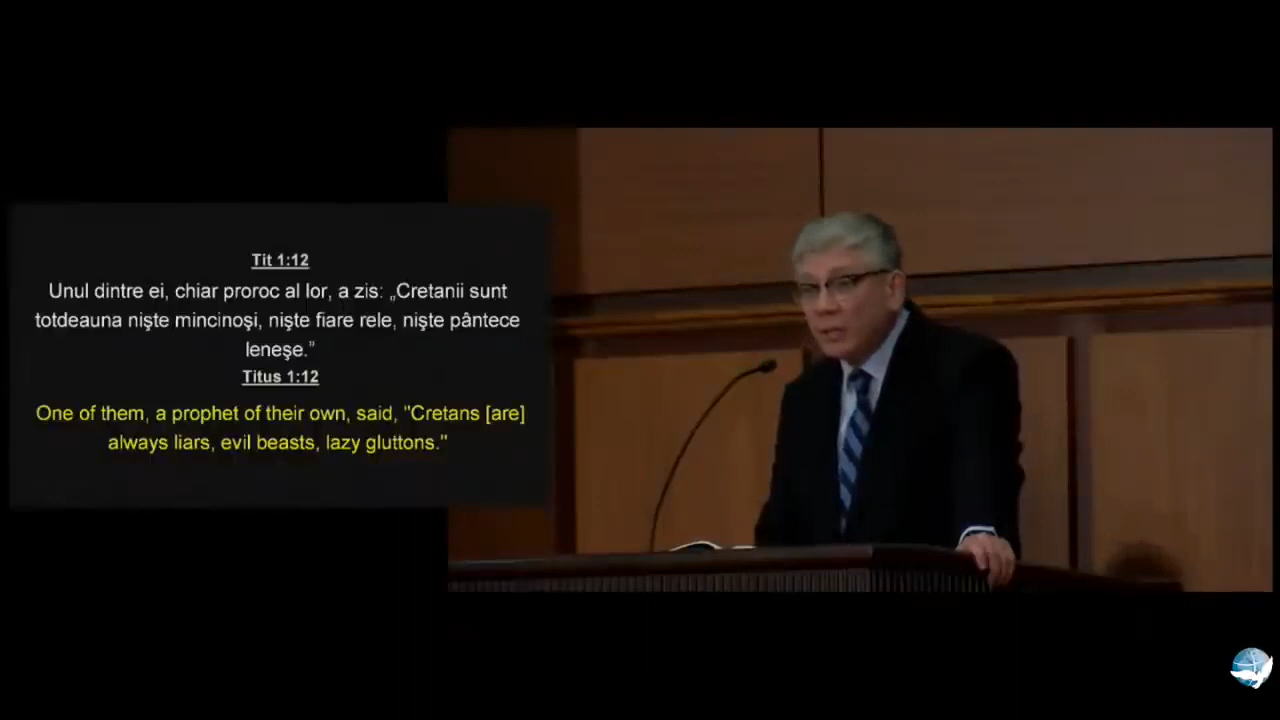 Tit 1:12
Unul dintre ei, chiar proroc al lor, a zis: „Cretanii sunt
totdeauna nişte mincinoşi, nişte fiare rele, nişte pântece
leneşe.”
Titus 1:12
One of them, a prophet of their own, said, "Cretans [are]
always liars, evil beasts, lazy gluttons."